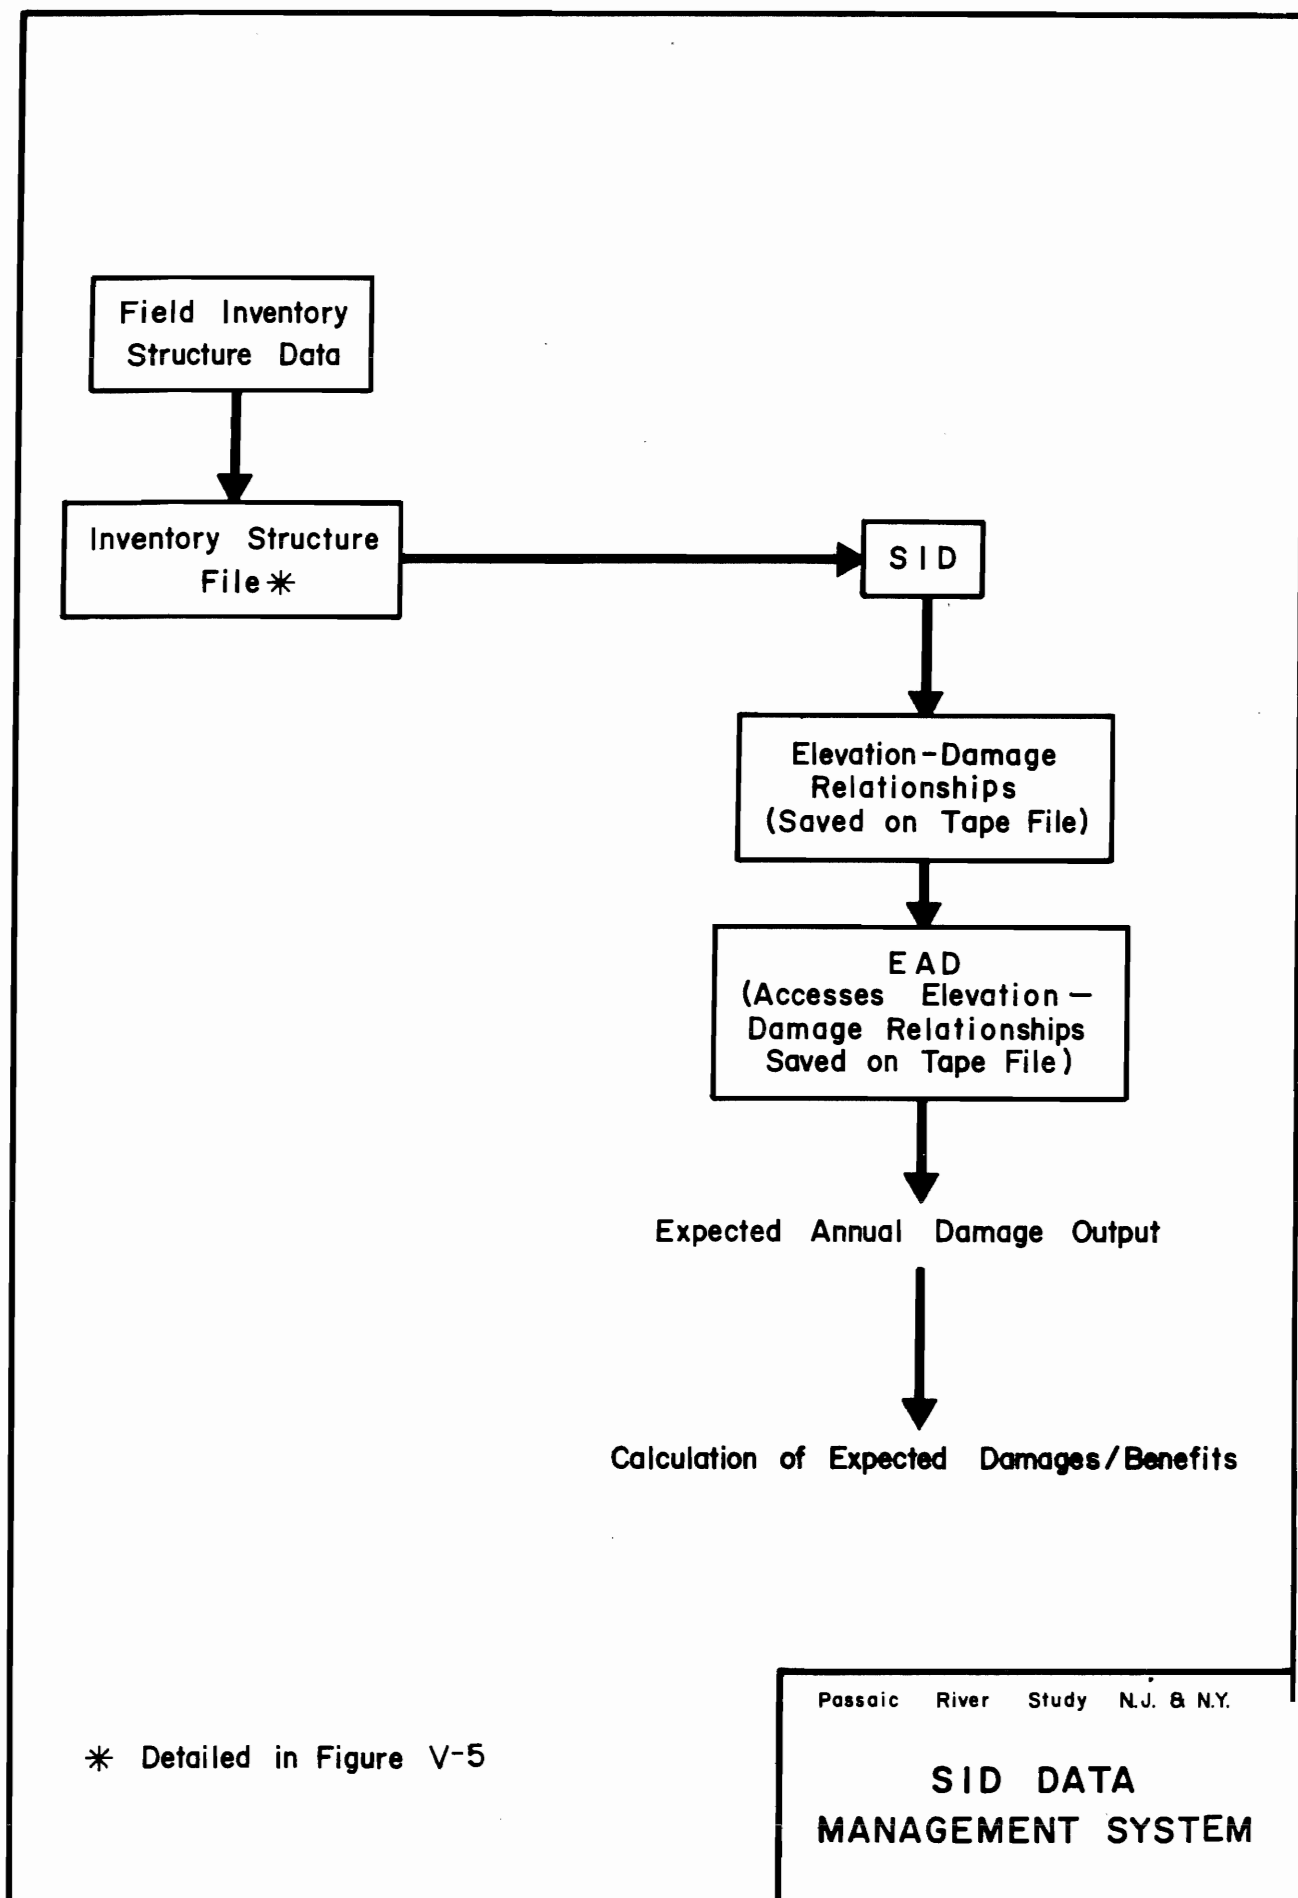 Field Inventory
Structure Data
Inventory Structure
File*
SID
Elevation-Damage
Relationships
(Saved on Tape File)
EAD
(Accesses Elevation—
Damage Relationships
Saved on Tape File)
Expected Annual Damage Output
Calculation of Expected Damages/Benefits
* Detailed in Figure V-5
Passaic River Study N.J. & N.Y.
SID DATA
MANAGEMENT SYSTEM